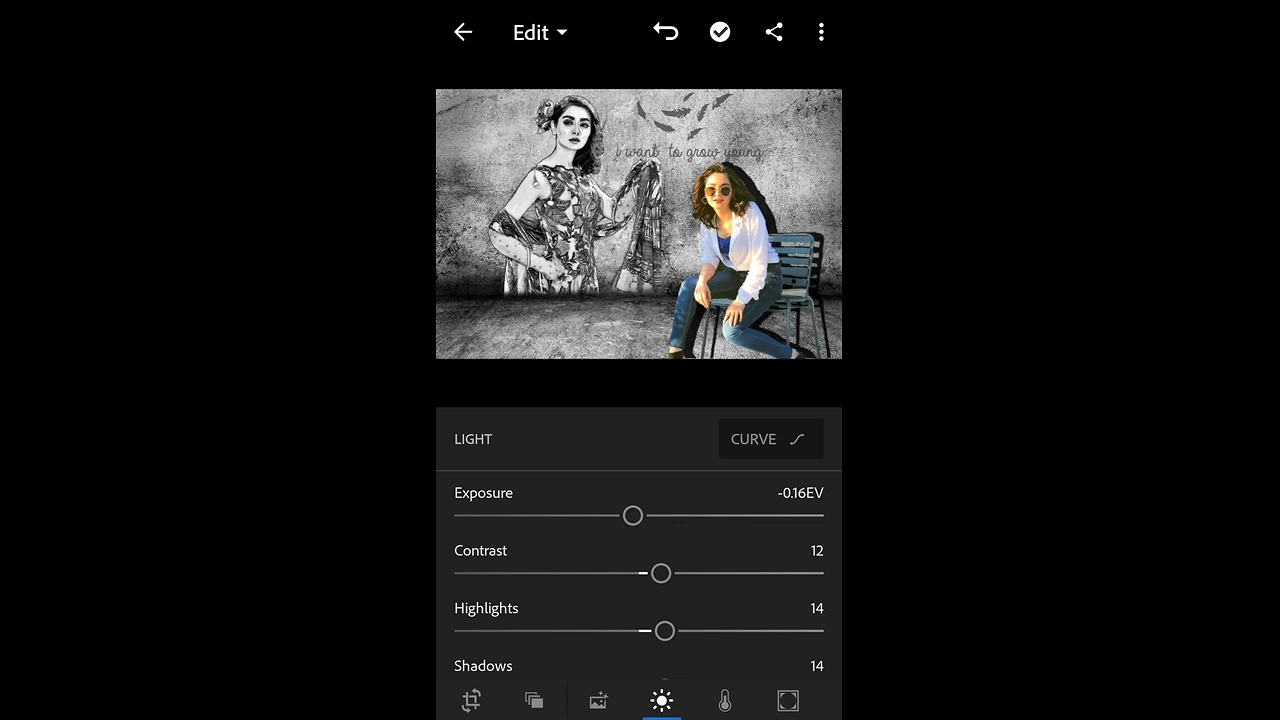 Edit
i want to grow young
LIGHT
CURVE
Exposure
-0.16EV
Contrast
12
Highlights
14
Shadows
14